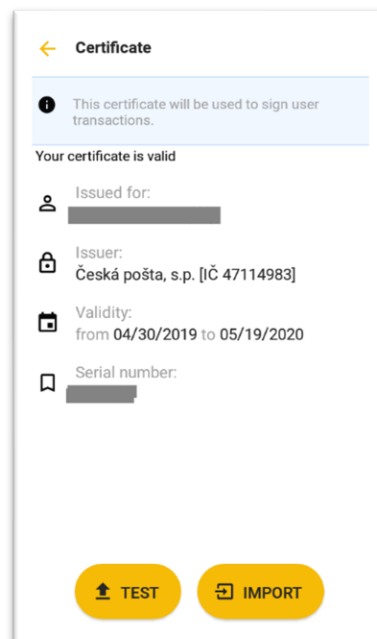 Certificate
This certificate will be used to sign user
transactions.
Your certificate is valid
Issued for:
Issuer:
Česká pošta, s.p. [IČ 47114983]
Validity:
from 04/30/2019 to 05/19/2020
Serial number:
TEST
IMPORT